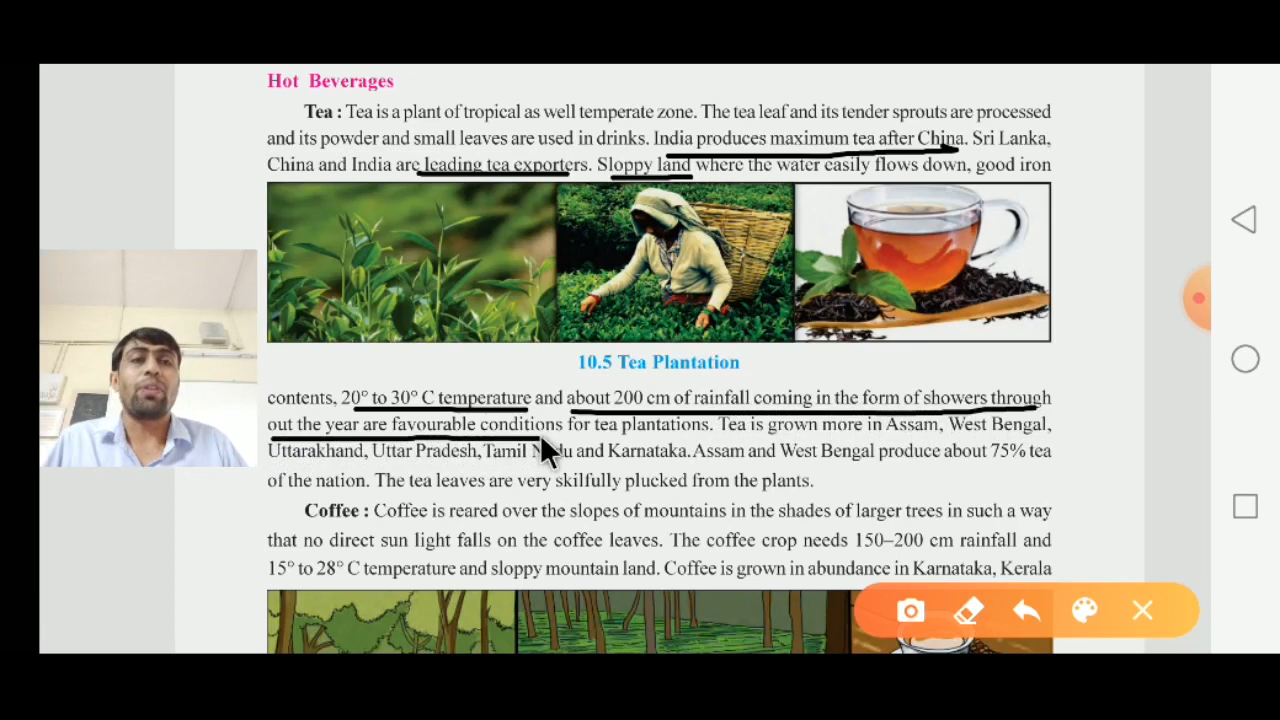 Hot Beverages
Tea : Tea is a plant of tropical as well temperate zone. The tea leaf and its tender sprouts are processed
and its powder and small leaves are used in drinks. India produces maximum tea after China. Sri Lanka,
China and India are leading tea exporters. Sloppy land where the water easily flows down, good iron
10.5 Tea Plantation
contents, 20° to 30° C temperature and about 200 cm of rainfall coming in the form of showers through
out the year are favourable conditions for tea plantations. Tea is grown more in Assam, West Bengal,
Uttarakhand, Uttar Pradesh, Tamil and Karnataka. Assam and West Bengal produce about 75% tea
of the nation. The tea leaves are very skilfully plucked from the plants.
Coffee : Coffee is reared over the slopes of mountains in the shades of larger trees in such a way
that no direct sun light falls on the coffee leaves. The coffee crop needs 150–200 cm rainfall and
15° to 28° C temperature and sloppy mountain land. Coffee is grown in abundance in Karnataka, Kerala